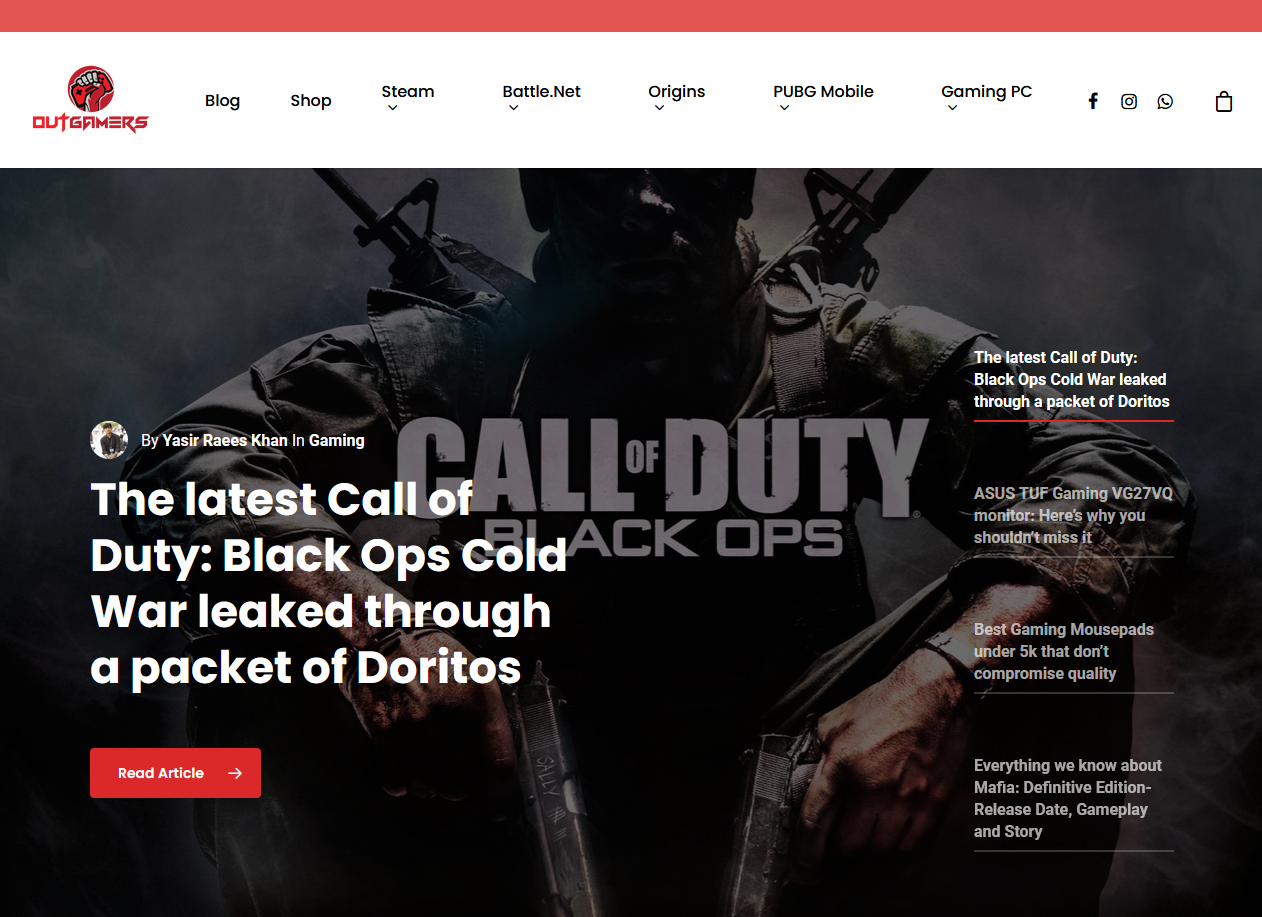 OUTGAMERS
Blog
Shop
Steam
Battle.Net
Origins
PUBG Mobile
Gaming PC
By Yasir Raees Khan In Gaming
The latest Call of
Duty: Black Ops Cold
War leaked through
a packet of Doritos
Read Article
CALL OF DUTY®
BLACK OPS
SALLY
The latest Call of Duty:
Black Ops Cold War leaked
through a packet of Doritos
ASUS TUF Gaming VG27VQ
monitor: Here’s why you
shouldn’t miss it
Best Gaming Mousepads
under 5k that don’t
compromise quality
Everything we know about
Mafia: Definitive Edition-
Release Date, Gameplay
and Story